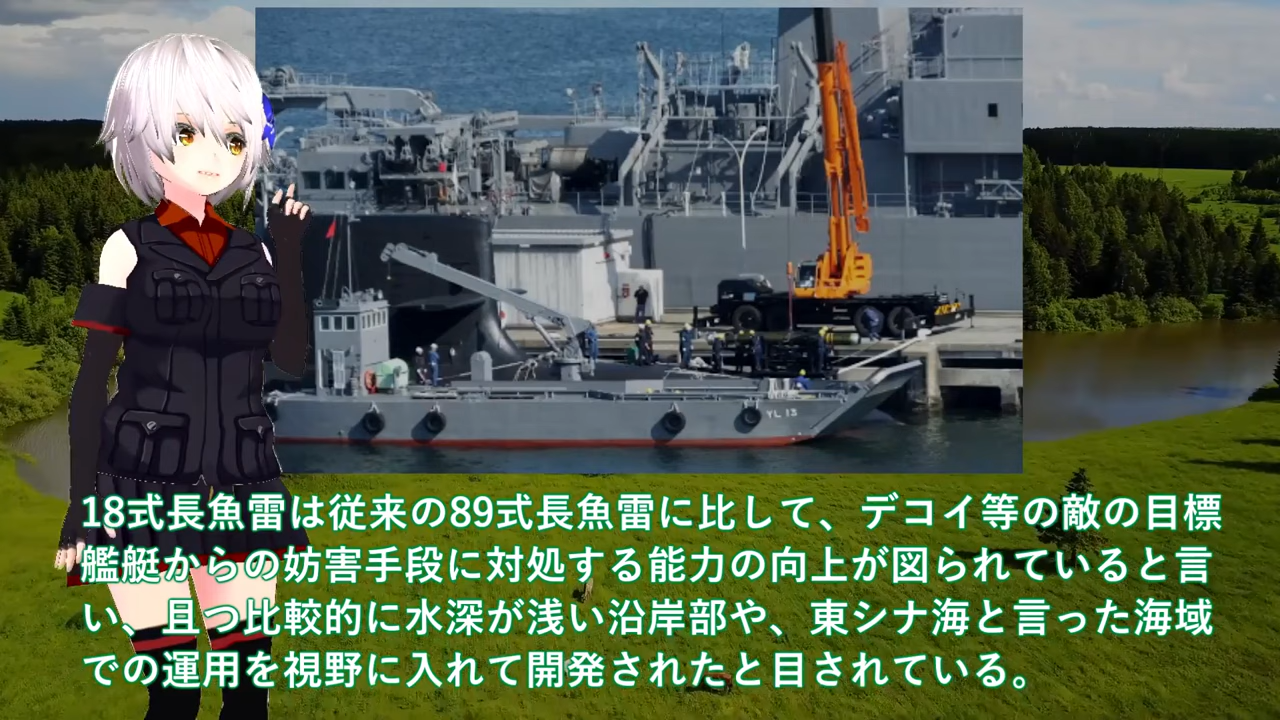 YL 13
18式長魚雷は従来の89式長魚雷に比して、デコイ等の敵の目標
艦艇からの妨害手段に対処する能力の向上が図られていると言
い、且つ比較的に水深が浅い沿岸部や、東シナ海と言った海域
での運用を視野に入れて開発されたと目されている。